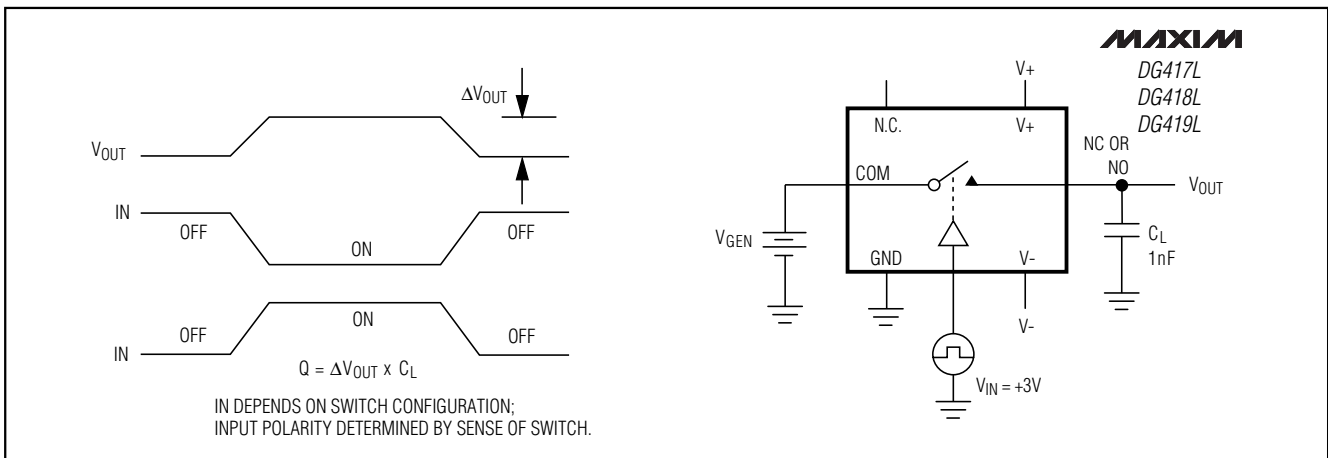 ΔVOUT
VOUT
IN
OFF
ON
OFF
IN
OFF
ON
OFF
Q = ΔVOUT x CL
IN DEPENDS ON SWITCH CONFIGURATION;
INPUT POLARITY DETERMINED BY SENSE OF SWITCH.
MAXIM
DG417L
DG418L
DG419L
V+
N.C.
V+
NC OR
NO
COM
VOUT
VGEN
CL
1nF
GND
V-
V-
VIN = +3V